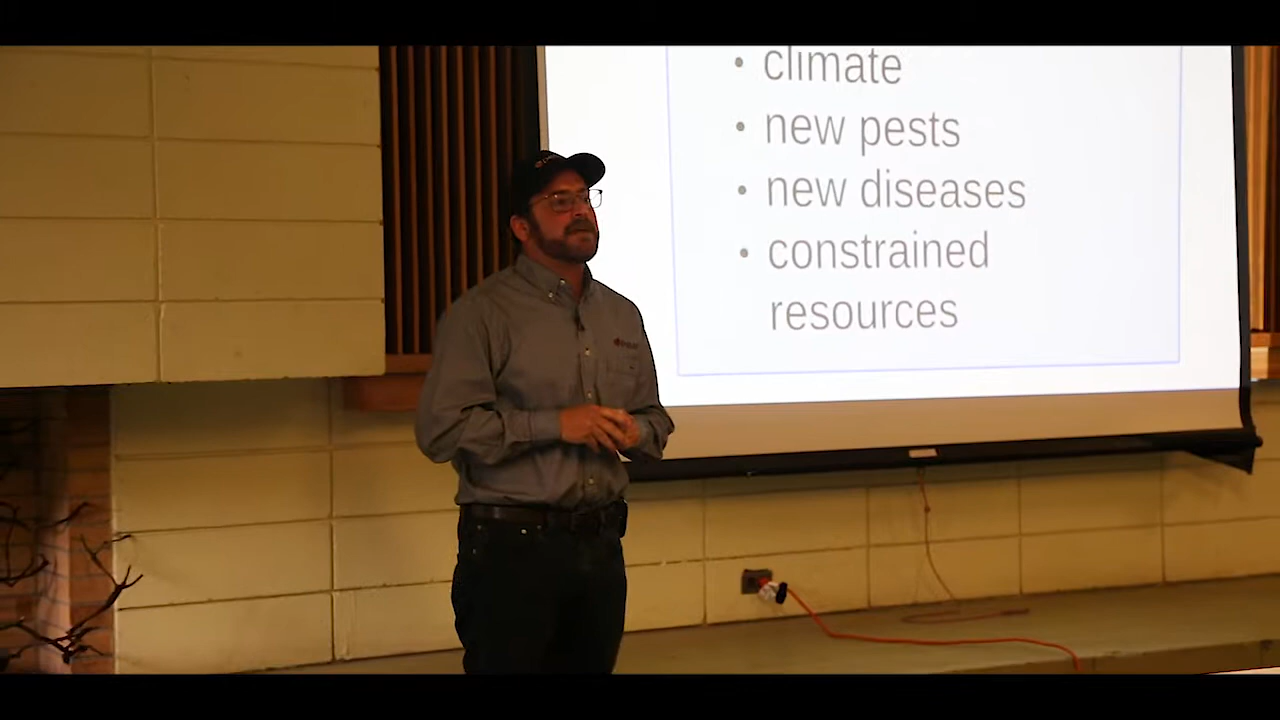 • climate
• new pests
• new diseases
• constrained
resources